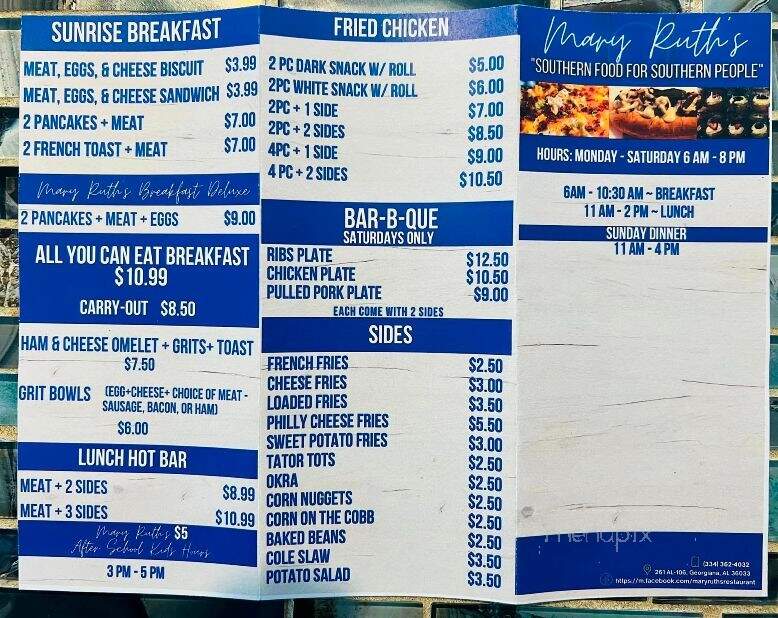 SUNRISE BREAKFAST
MEAT, EGGS, & CHEESE BISCUIT $3.99
MEAT, EGGS, & CHEESE SANDWICH $3.99
2 PANCAKES + MEAT $7.00
2 FRENCH TOAST + MEAT $7.00
Mary Ruth's Breakfast Deluxe
2 PANCAKES + MEAT + EGGS $9.00
ALL YOU CAN EAT BREAKFAST
$10.99
CARRY-OUT $8.50
HAM & CHEESE OMELET + GRITS+ TOAST
$7.50
GRIT BOWLS (EGG+CHEESE+ CHOICE OF MEAT -
SAUSAGE, BACON, OR HAM)
$6.00
LUNCH HOT BAR
MEAT + 2 SIDES $8.99
MEAT + 3 SIDES $10.99
Mary Ruth's $5
After School Kids Hours
3 PM - 5 PM
FRIED CHICKEN
2 PC DARK SNACK W/ ROLL $5.00
2PC WHITE SNACK W/ ROLL $6.00
2PC + 1 SIDE $7.00
2PC + 2 SIDES $8.50
4PC + 1 SIDE $9.00
4 PC + 2 SIDES $10.50
BAR-B-QUE
SATURDAYS ONLY
RIBS PLATE $12.50
CHICKEN PLATE $10.50
PULLED PORK PLATE $9.00
EACH COME WITH 2 SIDES
SIDES
FRENCH FRIES $2.50
CHEESE FRIES $3.00
LOADED FRIES $3.50
PHILLY CHEESE FRIES $5.50
SWEET POTATO FRIES $3.00
TATOR TOTS $2.50
OKRA $2.50
CORN NUGGETS $2.50
CORN ON THE COBB $2.50
BAKED BEANS $2.50
COLE SLAW $3.50
POTATO SALAD $3.50
Mary Ruth's
"SOUTHERN FOOD FOR SOUTHERN PEOPLE"
HOURS: MONDAY - SATURDAY 6 AM - 8 PM
6AM - 10:30 AM ~ BREAKFAST
11 AM - 2 PM ~ LUNCH
SUNDAY DINNER
11 AM - 4 PM
menupix
(334) 362-4032
261 AL-106, Georgiana, AL 36033
https://m.facebook.com/maryruthsrestaurant